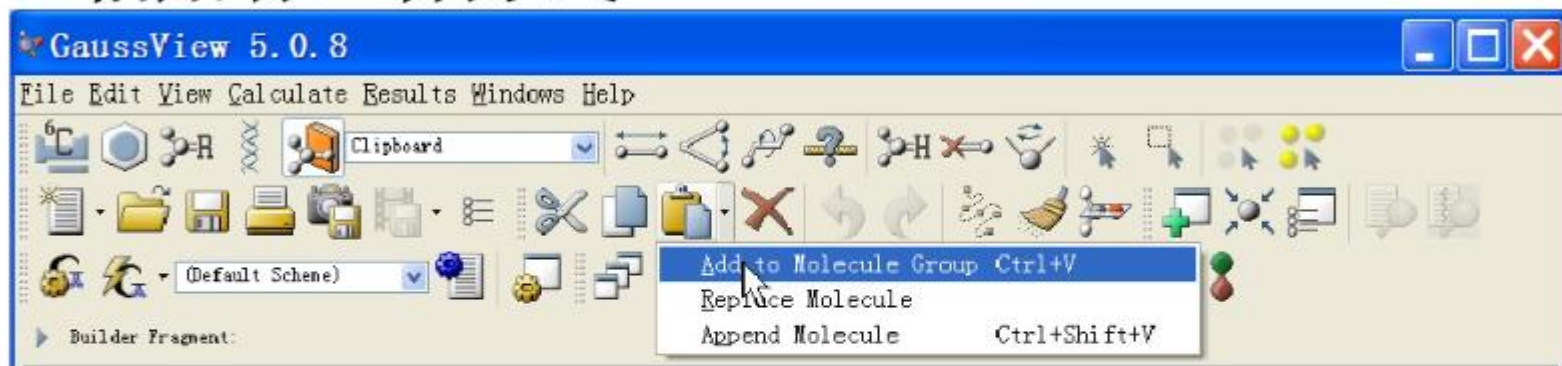 GaussView 5.0.8
File Edit View Calculate Results Windows Help
6C R Clipboard H
(Default Scheme)
Add to Molecule Group Ctrl+V
Replace Molecule
Builder Fragment:
Append Molecule Ctrl+Shift+V